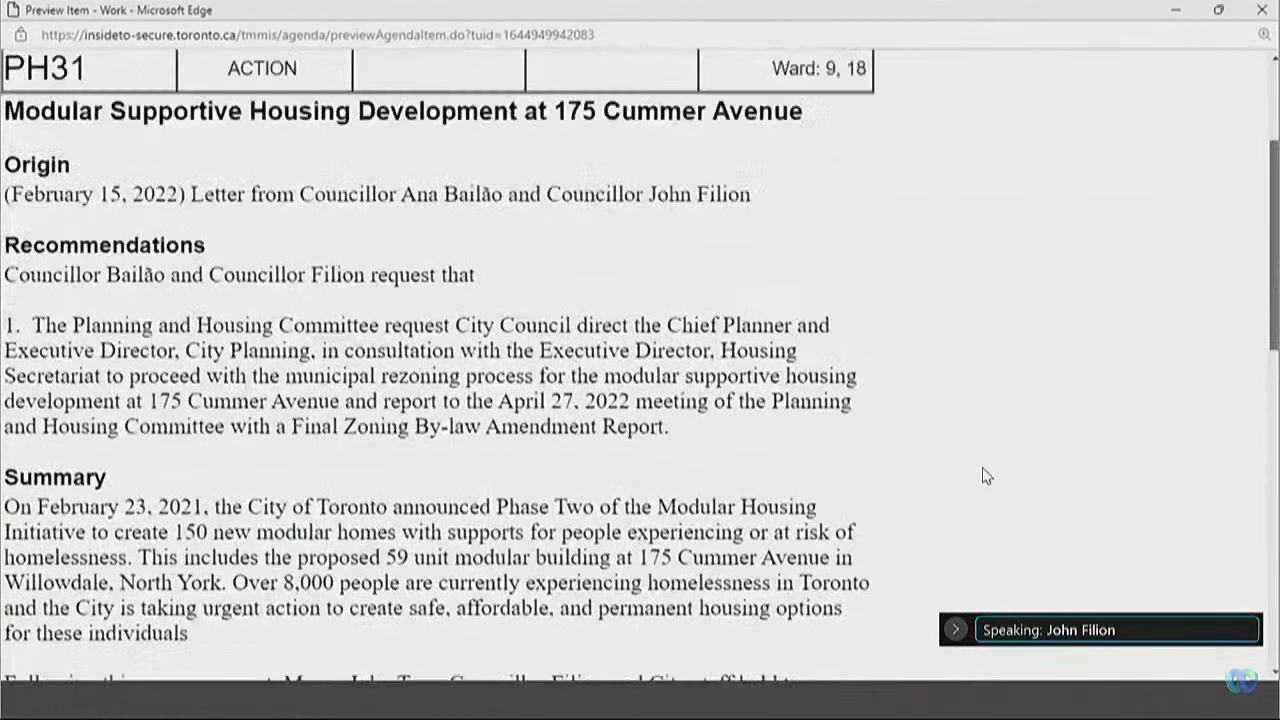 Preview Item - Work - Microsoft Edge
https://insideto-secure.toronto.ca/tmmis/agenda/previewAgendaItem.do?tuid=1644949942083
PH31 ACTION Ward: 9, 18
Modular Supportive Housing Development at 175 Cummer Avenue
Origin
(February 15, 2022) Letter from Councillor Ana Bailão and Councillor John Filion
Recommendations
Councillor Bailão and Councillor Filion request that
1. The Planning and Housing Committee request City Council direct the Chief Planner and
Executive Director, City Planning, in consultation with the Executive Director, Housing
Secretariat to proceed with the municipal rezoning process for the modular supportive housing
development at 175 Cummer Avenue and report to the April 27, 2022 meeting of the Planning
and Housing Committee with a Final Zoning By-law Amendment Report.
Summary
On February 23, 2021, the City of Toronto announced Phase Two of the Modular Housing
Initiative to create 150 new modular homes with supports for people experiencing or at risk of
homelessness. This includes the proposed 59 unit modular building at 175 Cummer Avenue in
Willowdale, North York. Over 8,000 people are currently experiencing homelessness in Toronto
and the City is taking urgent action to create safe, affordable, and permanent housing options
for these individuals
Speaking: John Filion